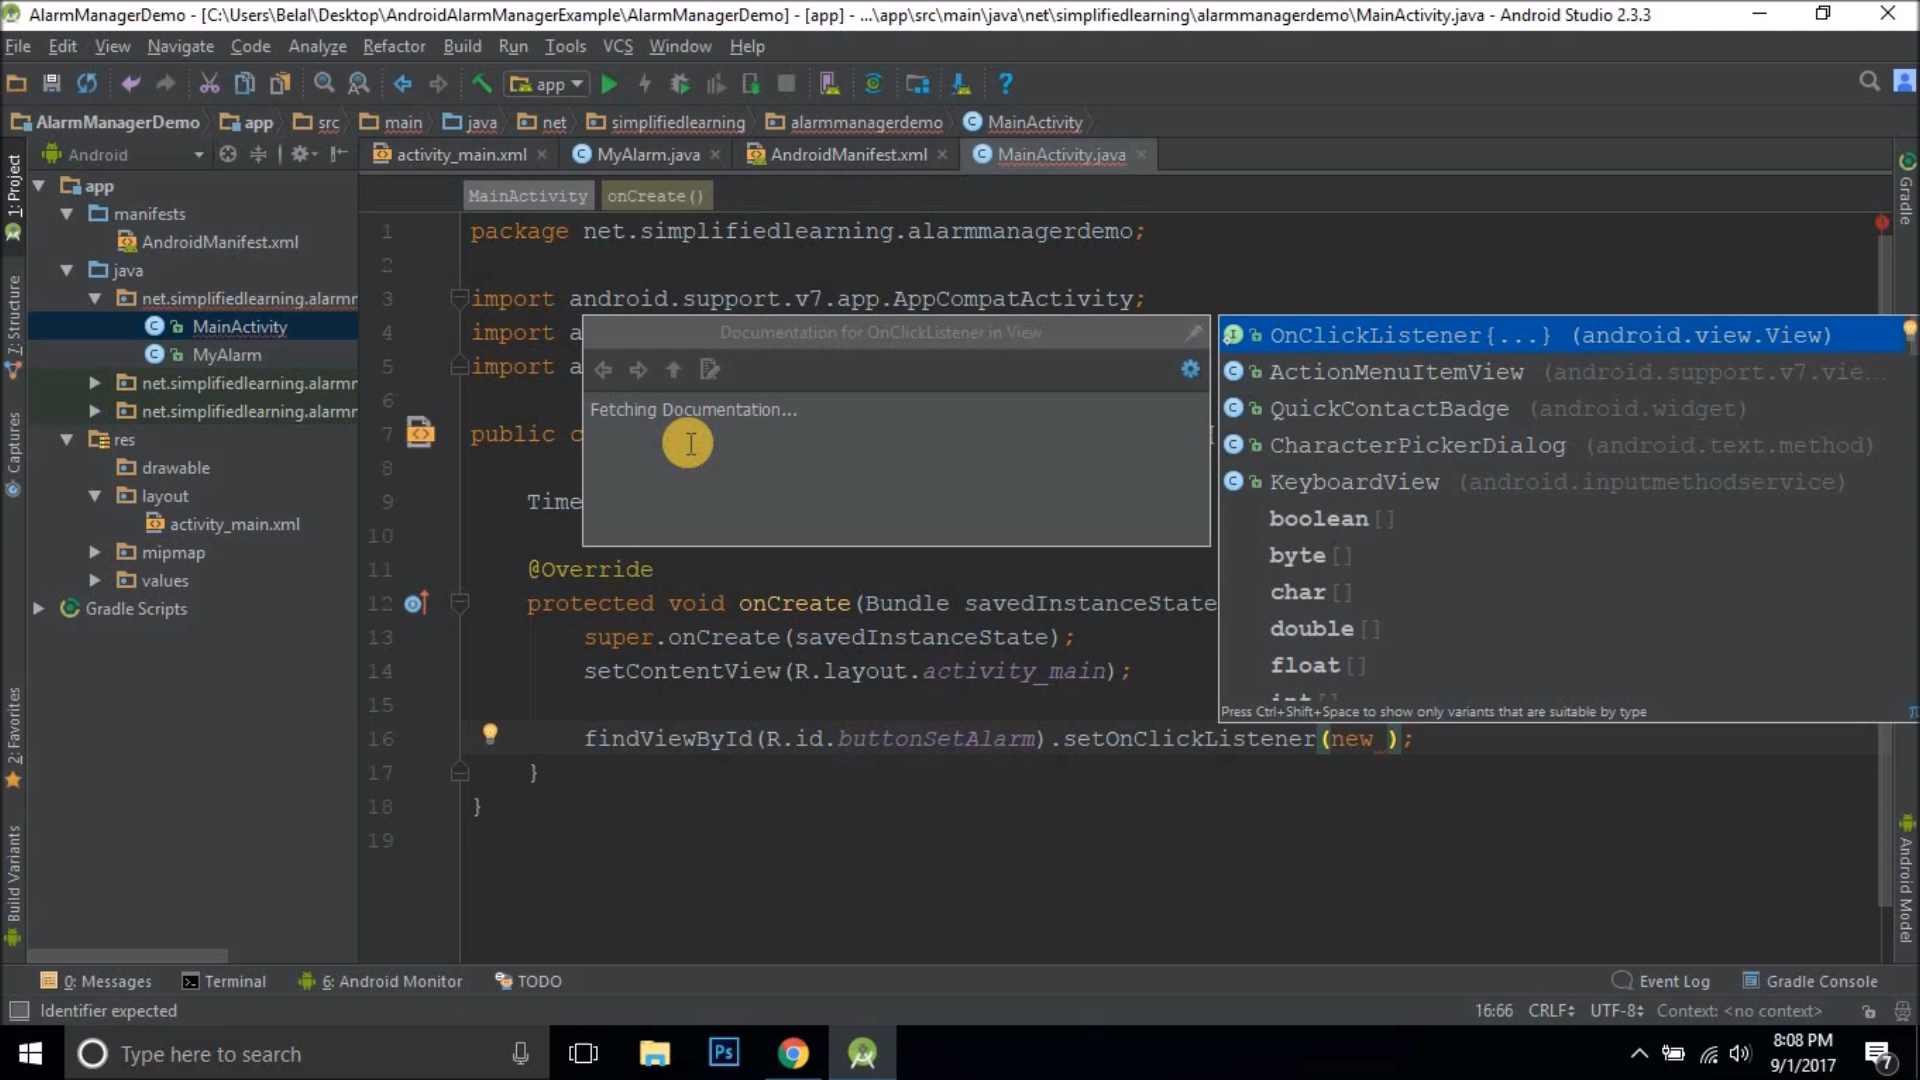 AlarmManagerDemo - [C:\Users\Belal\Desktop\AndroidAlarmManagerExample\AlarmManagerDemo] - [app] - ...\app\src\main\java\net\simplifiedlearning\alarmmanagerdemo\MainActivity.java - Android Studio 2.3.3
File Edit View Navigate Code Analyze Refactor Build Run Tools VCS Window Help
app
AlarmManagerDemo app src main java net simplifiedlearning alarmmanagerdemo MainActivity
Android activity_main.xml MyAlarm.java AndroidManifest.xml MainActivity.java
1: Project
7: Structure
Captures
2: Favorites
Build Variants
app
manifests
AndroidManifest.xml
java
net.simplifiedlearning.alarmr
MainActivity
MyAlarm
net.simplifiedlearning.alarmr
net.simplifiedlearning.alarmr
res
drawable
layout
activity_main.xml
mipmap
values
Gradle Scripts
MainActivity onCreate()
1 package net.simplifiedlearning.alarmmanagerdemo;
2
3 import android.support.v7.app.AppCompatActivity;
4 import a
5 import a
6
7 public c
8
9 Time
10
11 @Override
12 protected void onCreate(Bundle savedInstanceState
13 super.onCreate(savedInstanceState);
14 setContentView(R.layout.activity_main);
15
16 findViewById(R.id.buttonSetAlarm).setOnClickListener(new );
17 }
18 }
19
Documentation for OnClickListener in View
Fetching Documentation...
OnClickListener{...} (android.view.View)
ActionMenuItemView (android.support.v7.vie...
QuickContactBadge (android.widget)
CharacterPickerDialog (android.text.method)
KeyboardView (android.inputmethodservice)
boolean[]
byte[]
char[]
double[]
float[]
int[]
Press Ctrl+Shift+Space to show only variants that are suitable by type
Gradle
Android Model
0: Messages Terminal 6: Android Monitor TODO Event Log Gradle Console
Identifier expected 16:66 CRLF UTF-8 Context: <no context>
Type here to search Ps 8:08 PM
9/1/2017
7